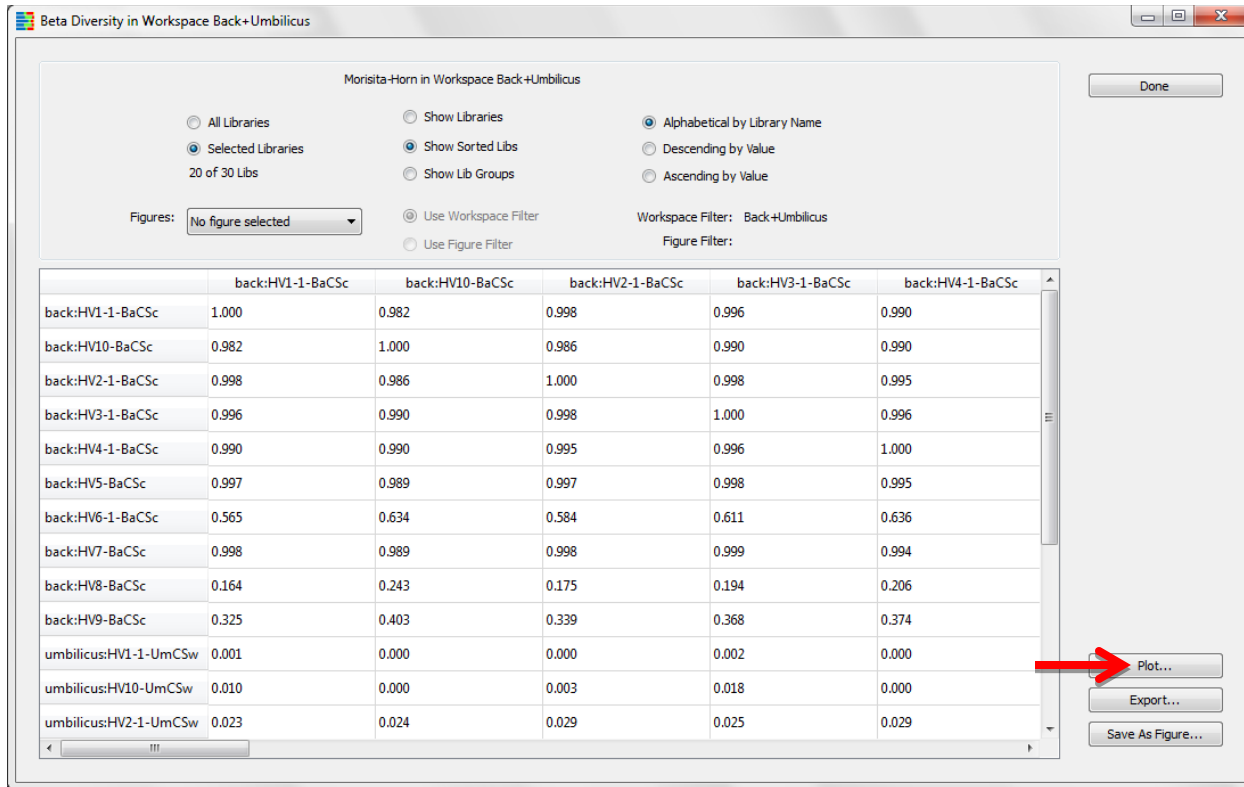 Beta Diversity in Workspace Back+Umbilicus
Morisita-Horn in Workspace Back+Umbilicus
Done
All Libraries
Show Libraries
Alphabetical by Library Name
Selected Libraries
Show Sorted Libs
Descending by Value
20 of 30 Libs
Show Lib Groups
Ascending by Value
Figures: No figure selected
Use Workspace Filter
Workspace Filter: Back+Umbilicus
Use Figure Filter
Figure Filter:
back:HV1-1-BaCSc back:HV10-BaCSc back:HV2-1-BaCSc back:HV3-1-BaCSc back:HV4-1-BaCSc
back:HV1-1-BaCSc 1.000 0.982 0.998 0.996 0.990
back:HV10-BaCSc 0.982 1.000 0.986 0.990 0.990
back:HV2-1-BaCSc 0.998 0.986 1.000 0.998 0.995
back:HV3-1-BaCSc 0.996 0.990 0.998 1.000 0.996
back:HV4-1-BaCSc 0.990 0.990 0.995 0.996 1.000
back:HV5-BaCSc 0.997 0.989 0.997 0.998 0.995
back:HV6-1-BaCSc 0.565 0.634 0.584 0.611 0.636
back:HV7-BaCSc 0.998 0.989 0.998 0.999 0.994
back:HV8-BaCSc 0.164 0.243 0.175 0.194 0.206
back:HV9-BaCSc 0.325 0.403 0.339 0.368 0.374
umbilicus:HV1-1-UmCSw 0.001 0.000 0.000 0.002 0.000
umbilicus:HV10-UmCSw 0.010 0.000 0.003 0.018 0.000
umbilicus:HV2-1-UmCSw 0.023 0.024 0.029 0.025 0.029
Plot...
Export...
Save As Figure...